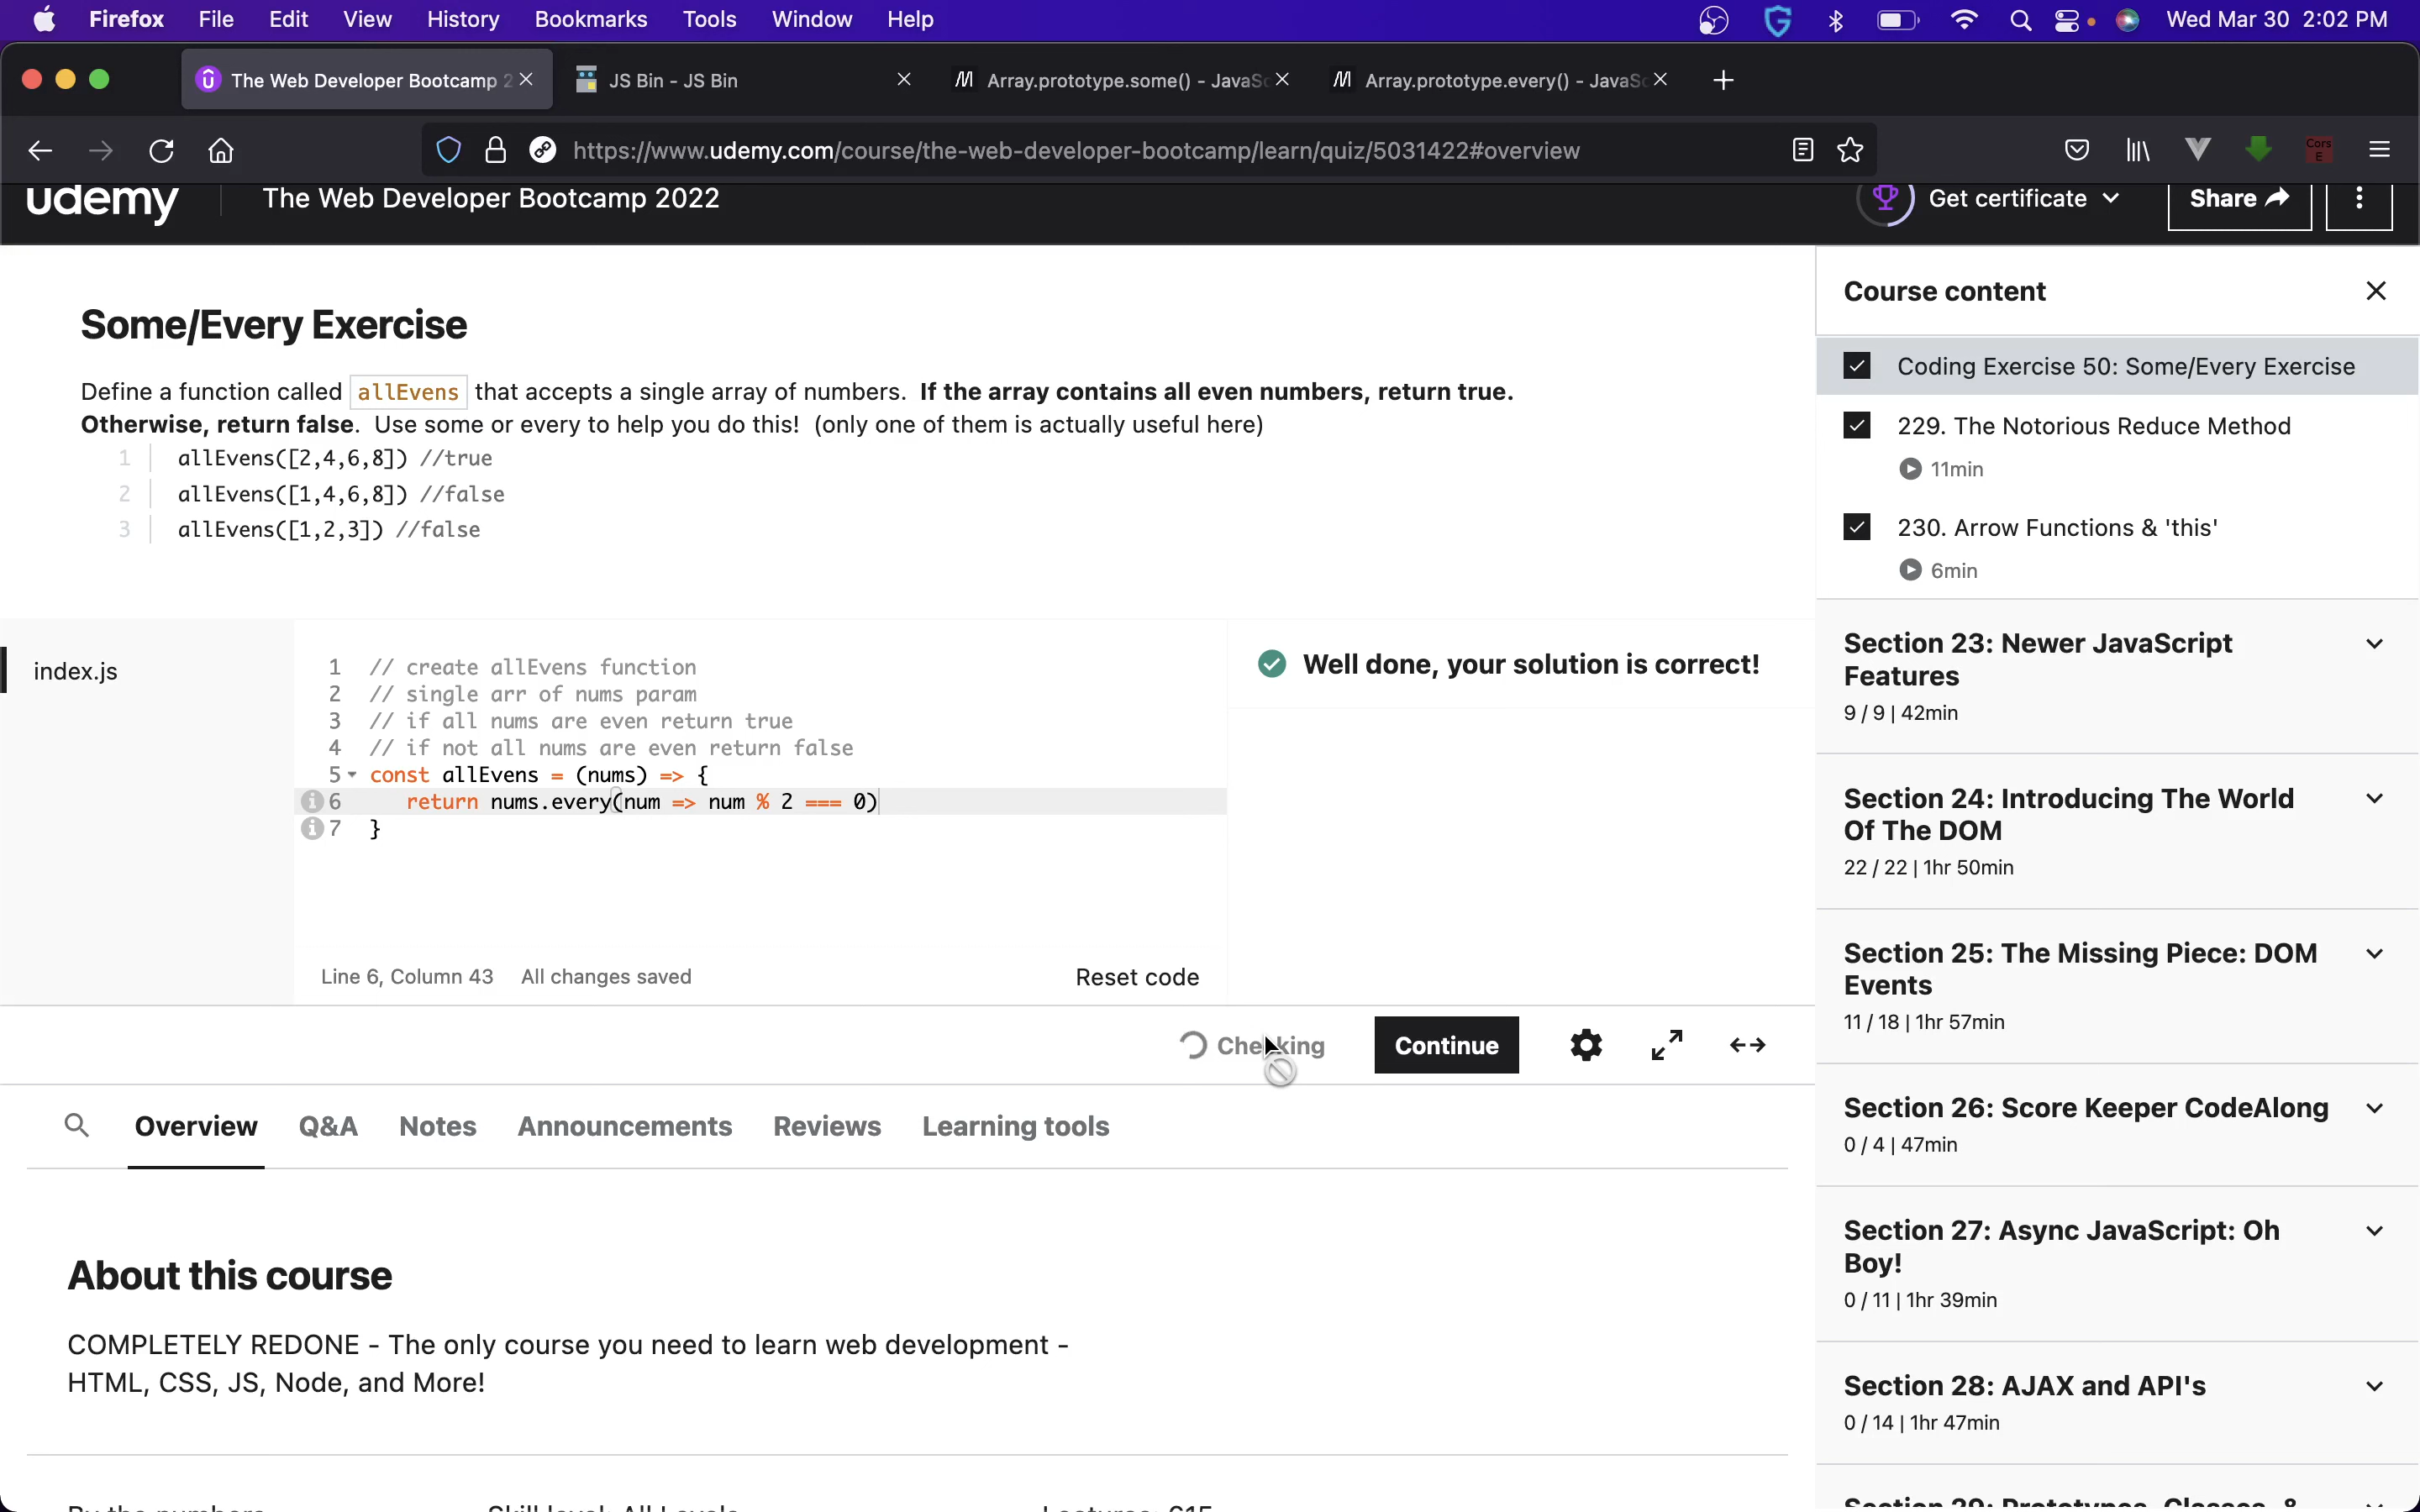 Firefox File Edit View History Bookmarks Tools Window Help Wed Mar 30 2:02 PM
The Web Developer Bootcamp 2
JS Bin - JS Bin
Array.prototype.some() - JavaSc
Array.prototype.every() - JavaSc
https://www.udemy.com/course/the-web-developer-bootcamp/learn/quiz/5031422#overview
Cors E
udemy The Web Developer Bootcamp 2022 Get certificate Share
Some/Every Exercise
Define a function called allEvens that accepts a single array of numbers. If the array contains all even numbers, return true.
Otherwise, return false. Use some or every to help you do this! (only one of them is actually useful here)
1 allEvens([2,4,6,8]) //true
2 allEvens([1,4,6,8]) //false
3 allEvens([1,2,3]) //false
index.js
1 // create allEvens function
2 // single arr of nums param
3 // if all nums are even return true
4 // if not all nums are even return false
5 const allEvens = (nums) => {
6 return nums.every(num => num % 2 === 0)
7 }
Line 6, Column 43 All changes saved Reset code
Well done, your solution is correct!
Checking Continue
Overview Q&A Notes Announcements Reviews Learning tools
About this course
COMPLETELY REDONE - The only course you need to learn web development -
HTML, CSS, JS, Node, and More!
Course content
Coding Exercise 50: Some/Every Exercise
229. The Notorious Reduce Method
11min
230. Arrow Functions & 'this'
6min
Section 23: Newer JavaScript
Features
9 / 9 | 42min
Section 24: Introducing The World
Of The DOM
22 / 22 | 1hr 50min
Section 25: The Missing Piece: DOM
Events
11 / 18 | 1hr 57min
Section 26: Score Keeper CodeAlong
0 / 4 | 47min
Section 27: Async JavaScript: Oh
Boy!
0 / 11 | 1hr 39min
Section 28: AJAX and API's
0 / 14 | 1hr 47min